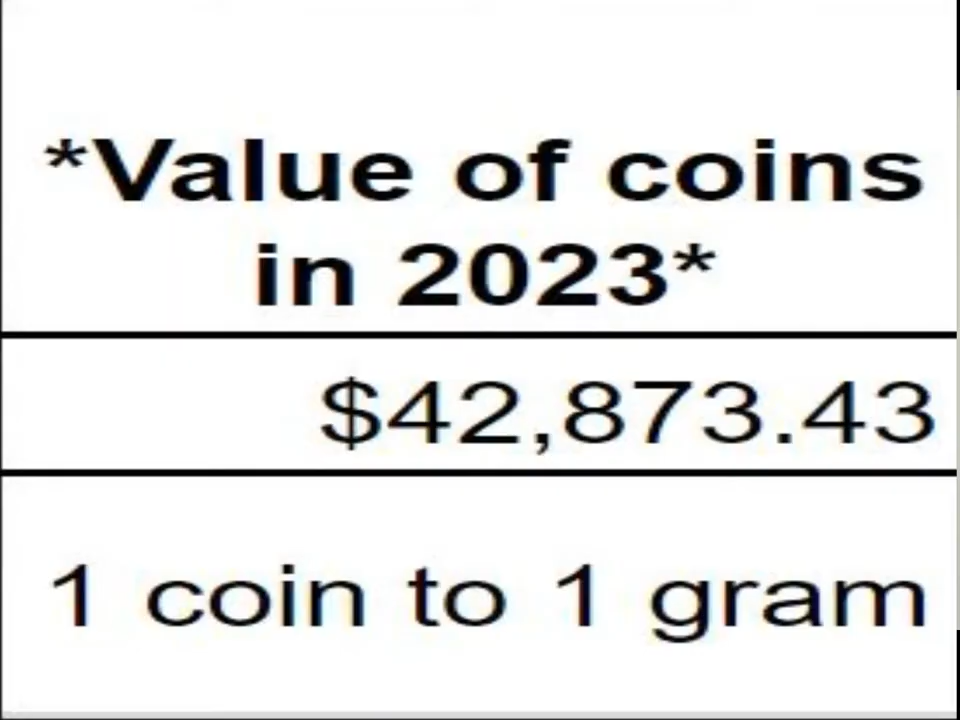 *Value of coins
in 2023*
$42,873.43
1 coin to 1 gram